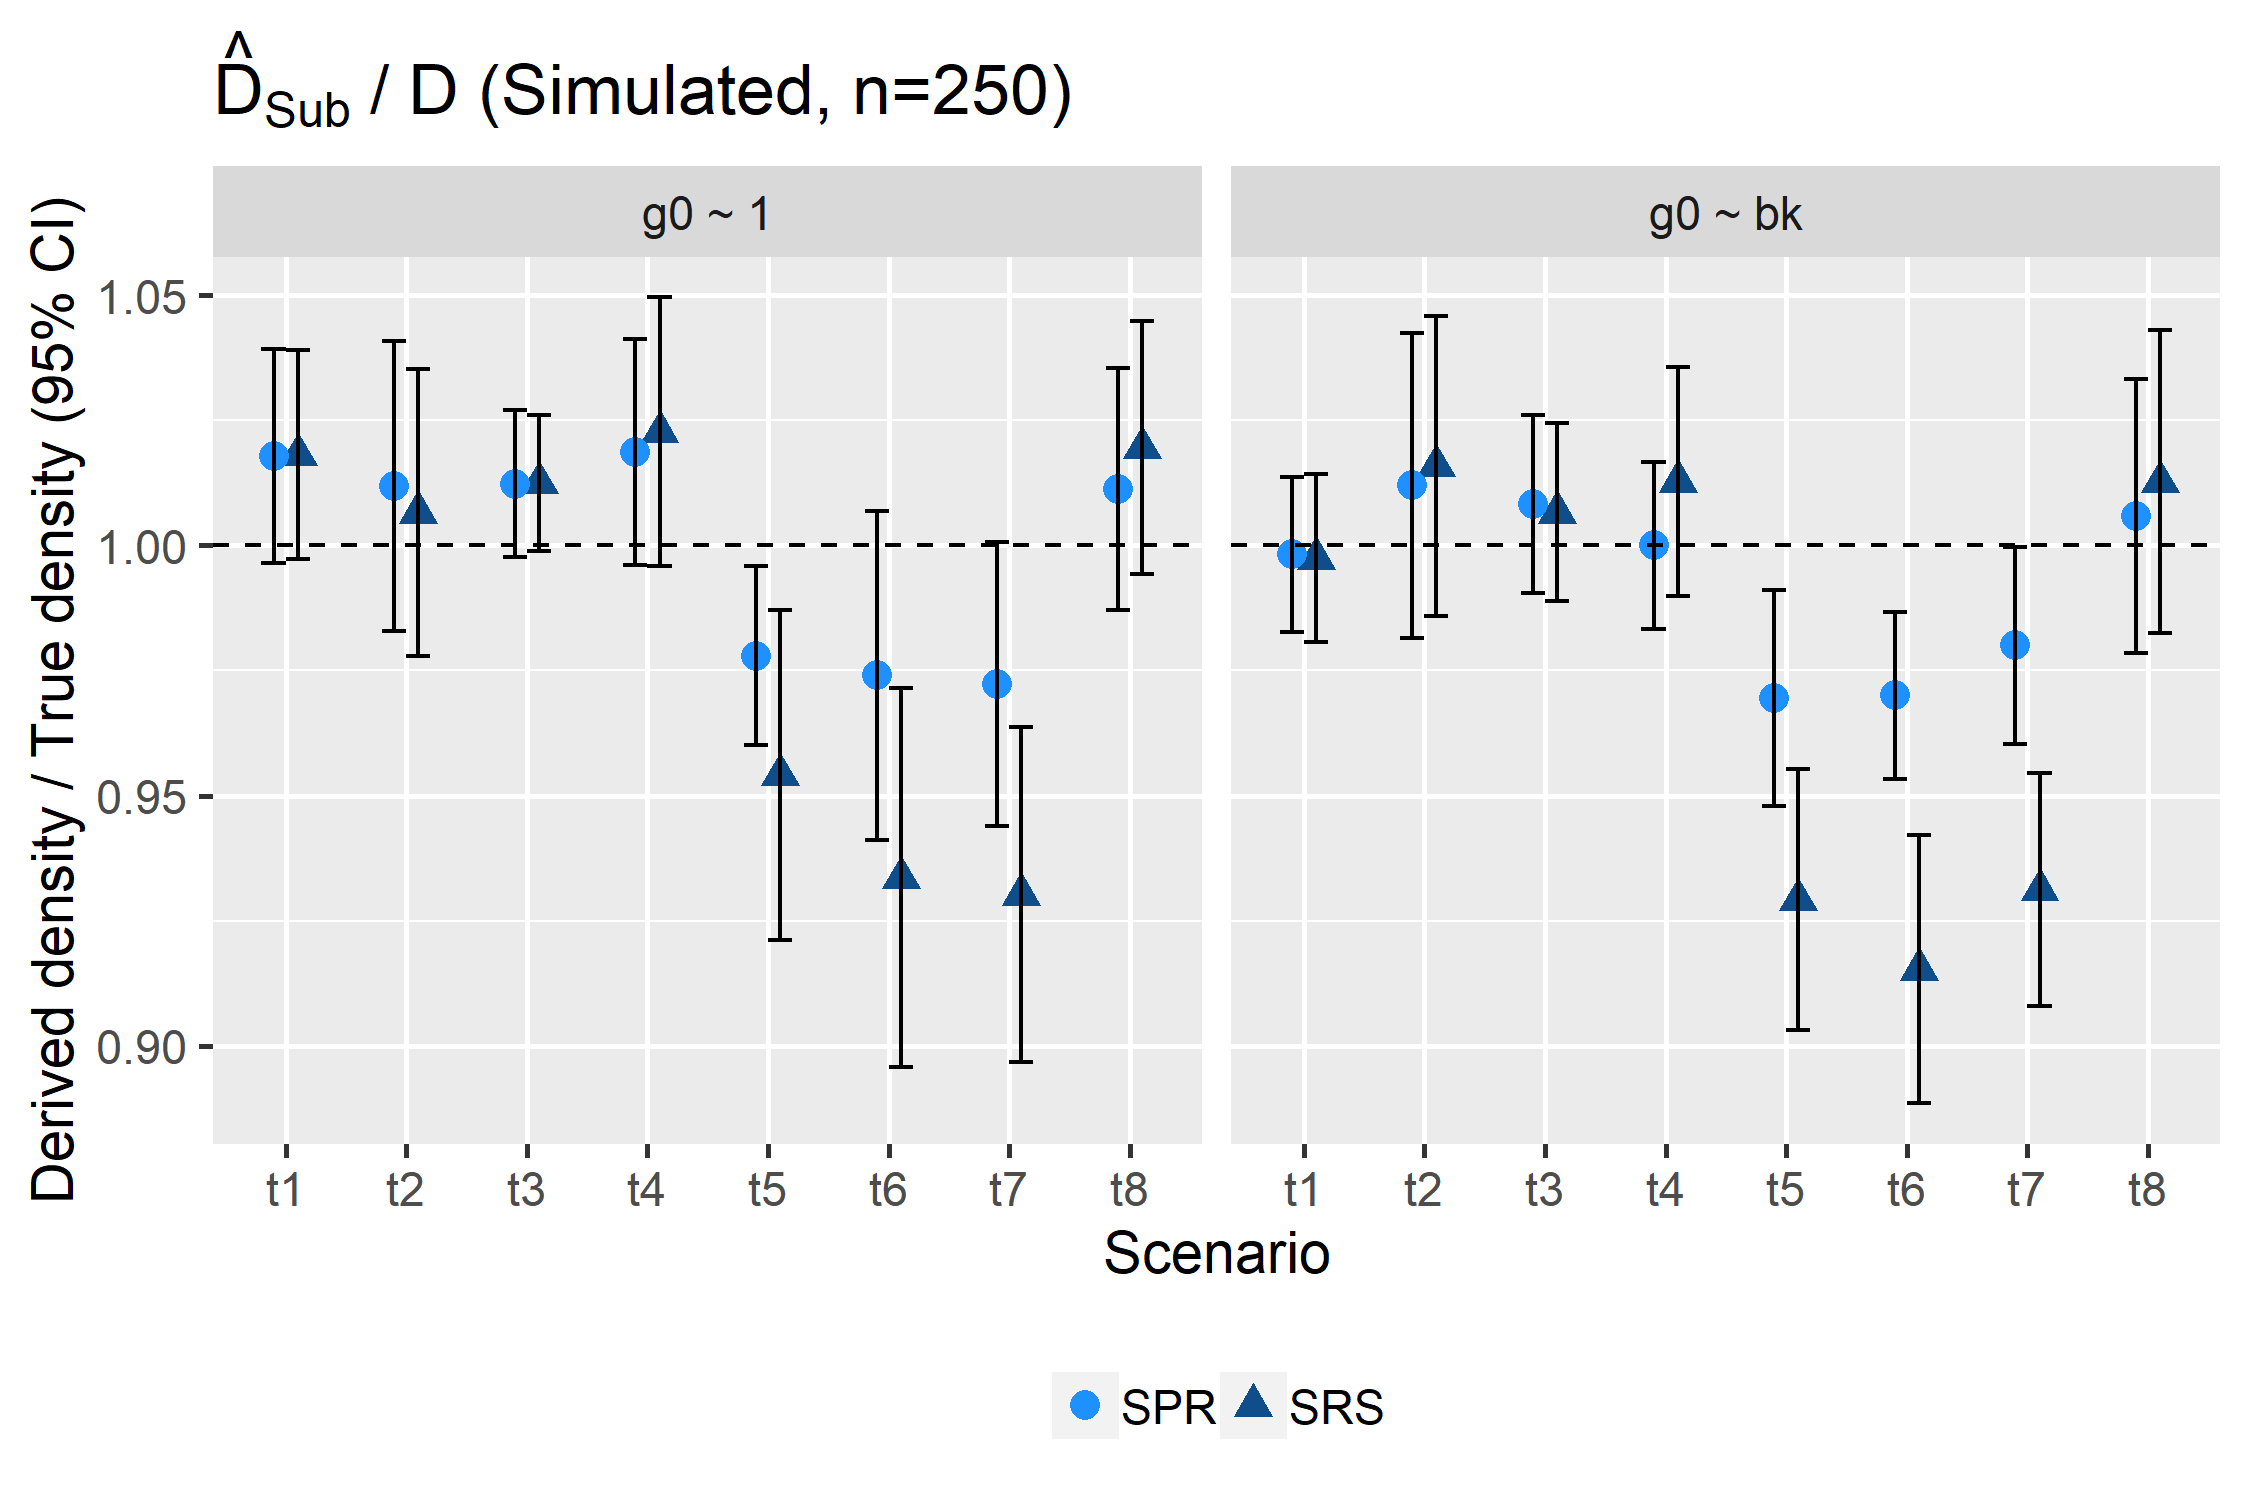 D̂Sub / D (Simulated, n=250)
g0 ~ 1
g0 ~ bk
Derived density / True density (95% CI)
1.05
1.00
0.95
0.90
t1 t2 t3 t4 t5 t6 t7 t8
t1 t2 t3 t4 t5 t6 t7 t8
Scenario
SPR SRS